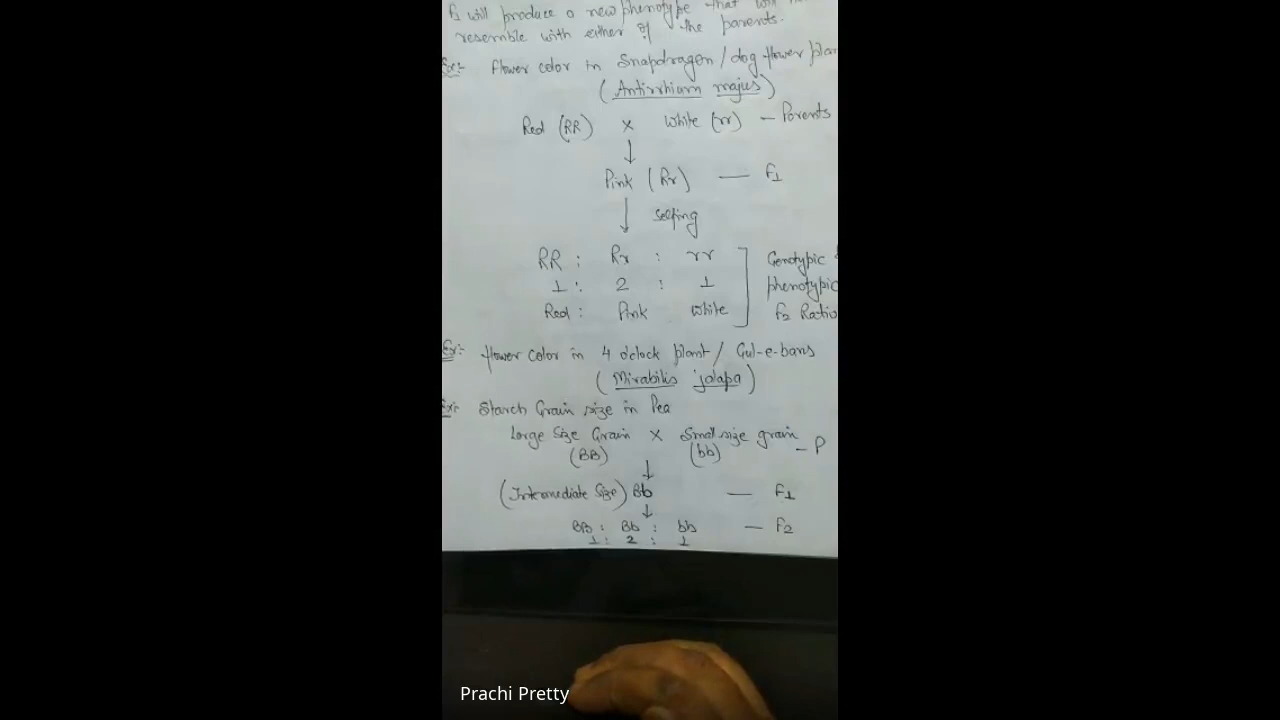 F1 will produce a new phenotype that will
resemble with either of the parents.
Ex:- flower color in Snapdragon / dog flower plan
(Antirrhium majus)
Red (RR) x White (rr) — Parents
Pink (Rr) — F1
selfing
RR : Rr : rr
1 : 2 : 1
Red : Pink White
Genotypic
phenotypic
F2 Ratio
Ex:- flower color in 4 o'clock plant / Gul-e-bans
(Mirabilis jalapa)
Ex:- Starch Grain size in Pea
Large Size Grain x Small size grain — P
(BB) (bb)
(Intermediate Size) Bb — F1
BB : Bb : bb — F2
1 : 2 : 1
Prachi Pretty